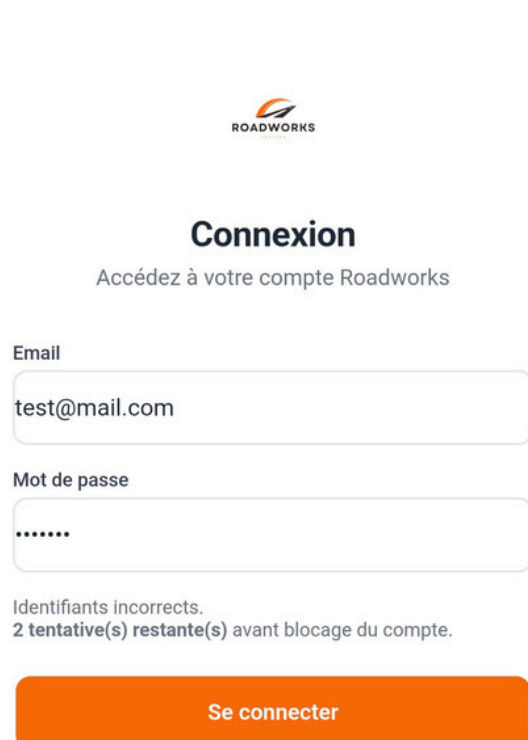 ROADWORKS
Connexion
Accédez à votre compte Roadworks
Email
test@mail.com
Mot de passe
•••••••
Identifiants incorrects.
2 tentative(s) restante(s) avant blocage du compte.
Se connecter